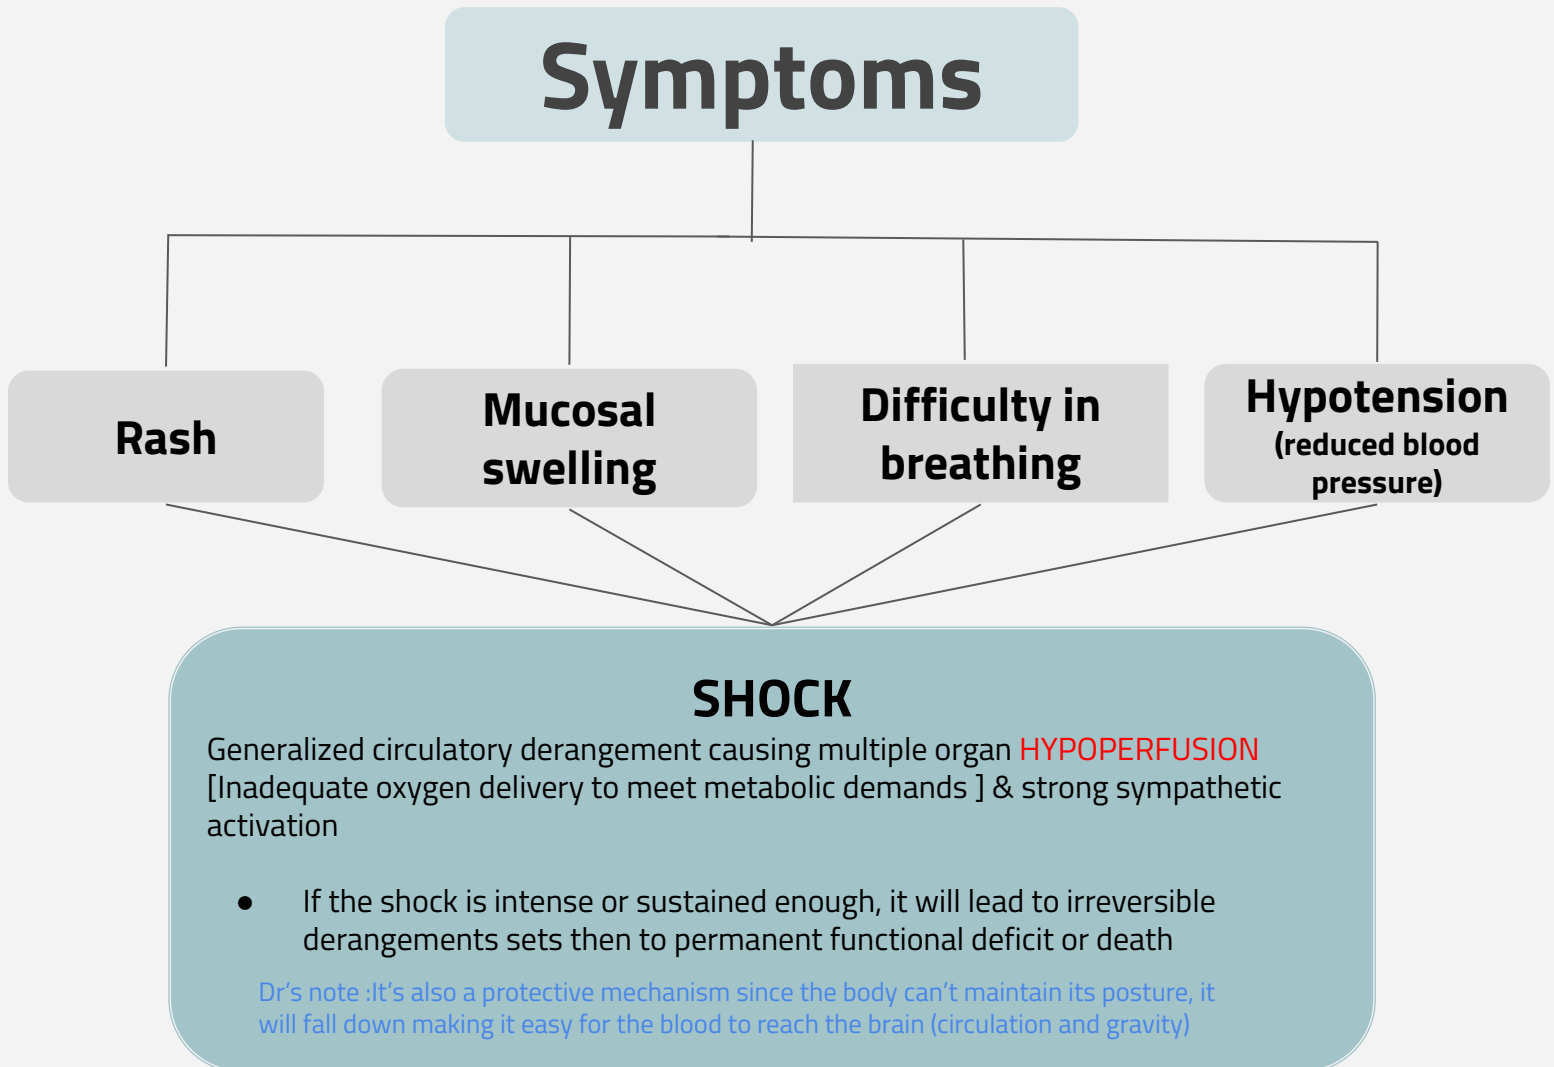 Symptoms
Rash
Mucosal
swelling
Difficulty in
breathing
Hypotension
(reduced blood
pressure)
SHOCK
Generalized circulatory derangement causing multiple organ HYPOPERFUSION
[Inadequate oxygen delivery to meet metabolic demands ] & strong sympathetic
activation
● If the shock is intense or sustained enough, it will lead to irreversible
derangements sets then to permanent functional deficit or death
Dr's note :It's also a protective mechanism since the body can't maintain its posture, it
will fall down making it easy for the blood to reach the brain (circulation and gravity)